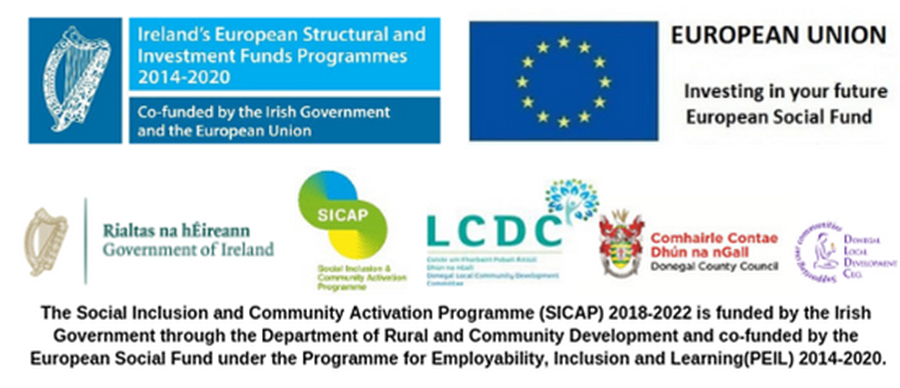 Ireland's European Structural and
Investment Funds Programmes
2014-2020
Co-funded by the Irish Government
and the European Union
EUROPEAN UNION
Investing in your future
European Social Fund
Rialtas na hÉireann
Government of Ireland
SICAP
Social Inclusion &
Community Activation
Programme
LCDC
Dhún na nGall
Donegal Local Community Development
Committee
Comhairle Contae
Dhún na nGall
Donegal County Council
DONEGAL
LOCAL
DEVELOPMENT
CLG.
The Social Inclusion and Community Activation Programme (SICAP) 2018-2022 is funded by the Irish
Government through the Department of Rural and Community Development and co-funded by the
European Social Fund under the Programme for Employability, Inclusion and Learning(PEIL) 2014-2020.